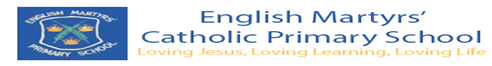 ENGLISH MARTYRS'
PRIMARY SCHOOL
English Martyrs'
Catholic Primary School
Loving Jesus, Loving Learning, Loving Life